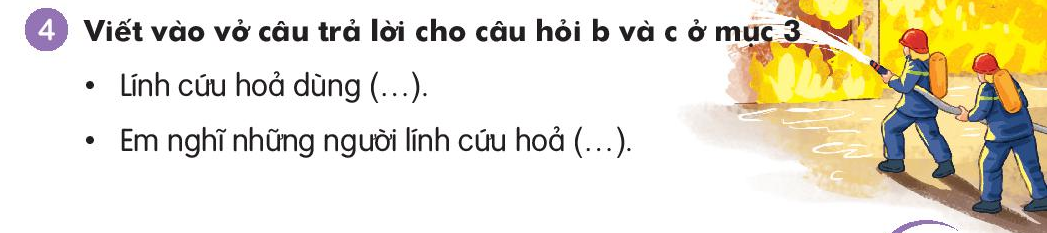 4 Viết vào vở câu trả lời cho câu hỏi b và c ở mục 3
• Lính cứu hoả dùng (...).
• Em nghĩ những người lính cứu hoả (...).